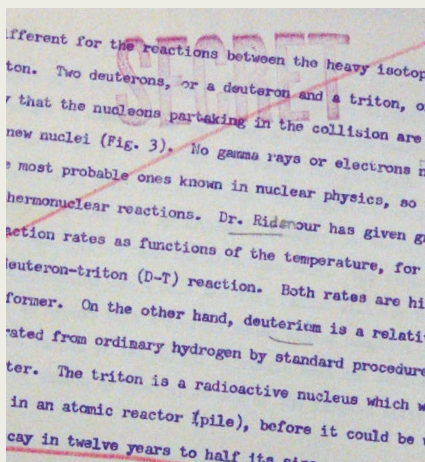 SECRET
ifferent for the reactions between the heavy isotop
ton. Two deuterons, or a deuteron and a triton, o
y that the nucleons partaking in the collision are
new nuclei (Fig. 3). No gamma rays or electrons n
e most probable ones known in nuclear physics, so
hermonuclear reactions. Dr. Ridenour has given g
action rates as functions of the temperature, for
deuteron-triton (D-T) reaction. Both rates are hi
former. On the other hand, deuterium is a relati
rated from ordinary hydrogen by standard procedure
ter. The triton is a radioactive nucleus which w
in an atomic reactor (pile), before it could be
cay in twelve years to half its